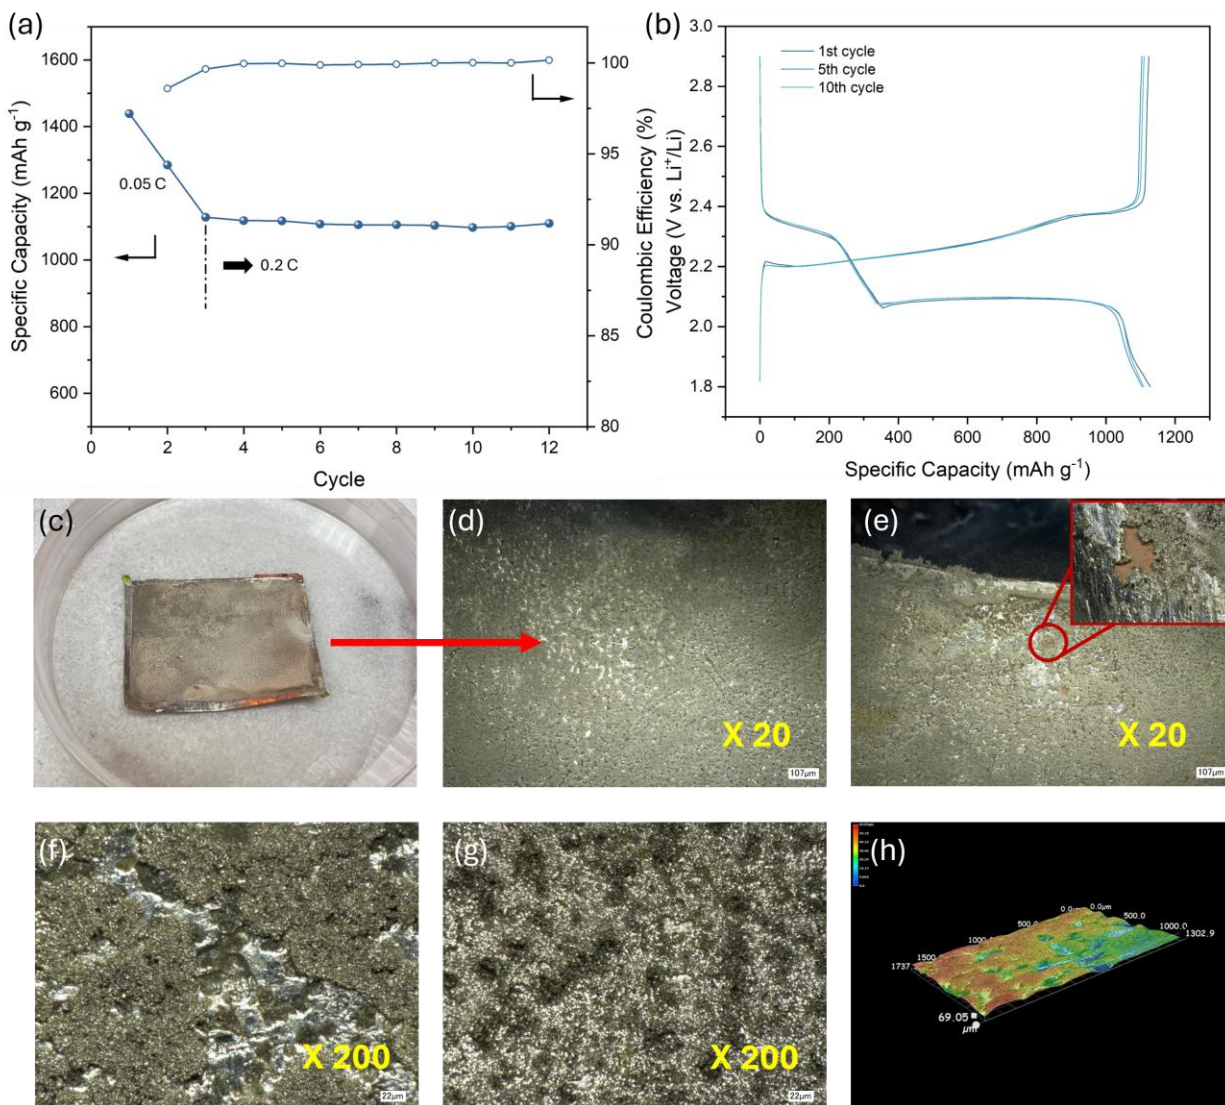 (a)
1600
1400
1200
1000
800
600
Specific Capacity (mAh g⁻¹)
0.05 C
0.2 C
100
95
90
85
80
Coulombic Efficiency (%)
0 2 4 6 8 10 12
Cycle
(b)
3.0
2.8
2.6
2.4
2.2
2.0
1.8
Voltage (V vs. Li⁺/Li)
1st cycle
5th cycle
10th cycle
0 200 400 600 800 1000 1200
Specific Capacity (mAh g⁻¹)
(c)
(d)
X 20
107μm
(e)
X 20
107μm
(f)
X 200
22μm
(g)
X 200
22μm
(h)
0.0μm
500.0
500.0
1000.0
1302.9
1500
1737.
69.05
μm